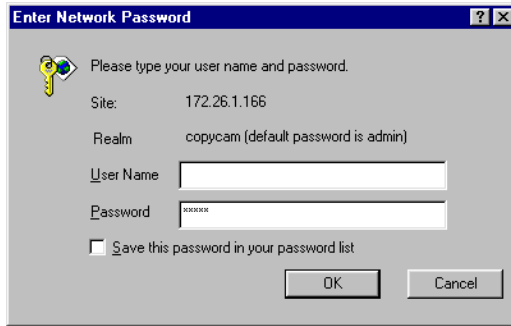 Enter Network Password
? X
Please type your user name and password.
Site: 172.26.1.166
Realm copycam (default password is admin)
User Name
Password *****
Save this password in your password list
OK Cancel